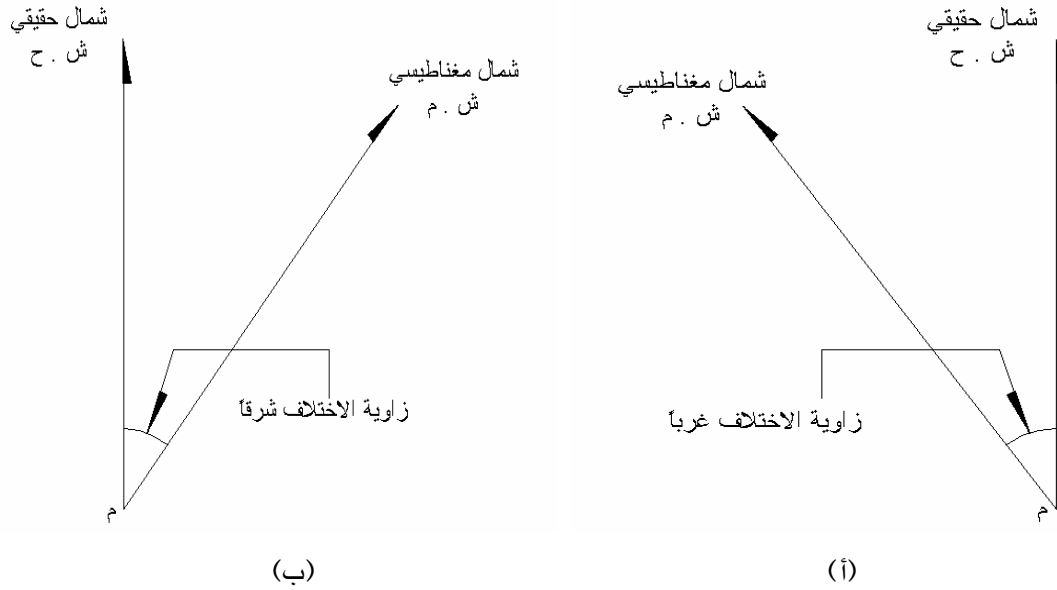 شمال حقيقي
ش . ح
شمال مغناطيسي
ش . م
زاوية الاختلاف غرباً
م
(أ)
شمال حقيقي
ش . ح
شمال مغناطيسي
ش . م
زاوية الاختلاف شرقاً
م
(ب)